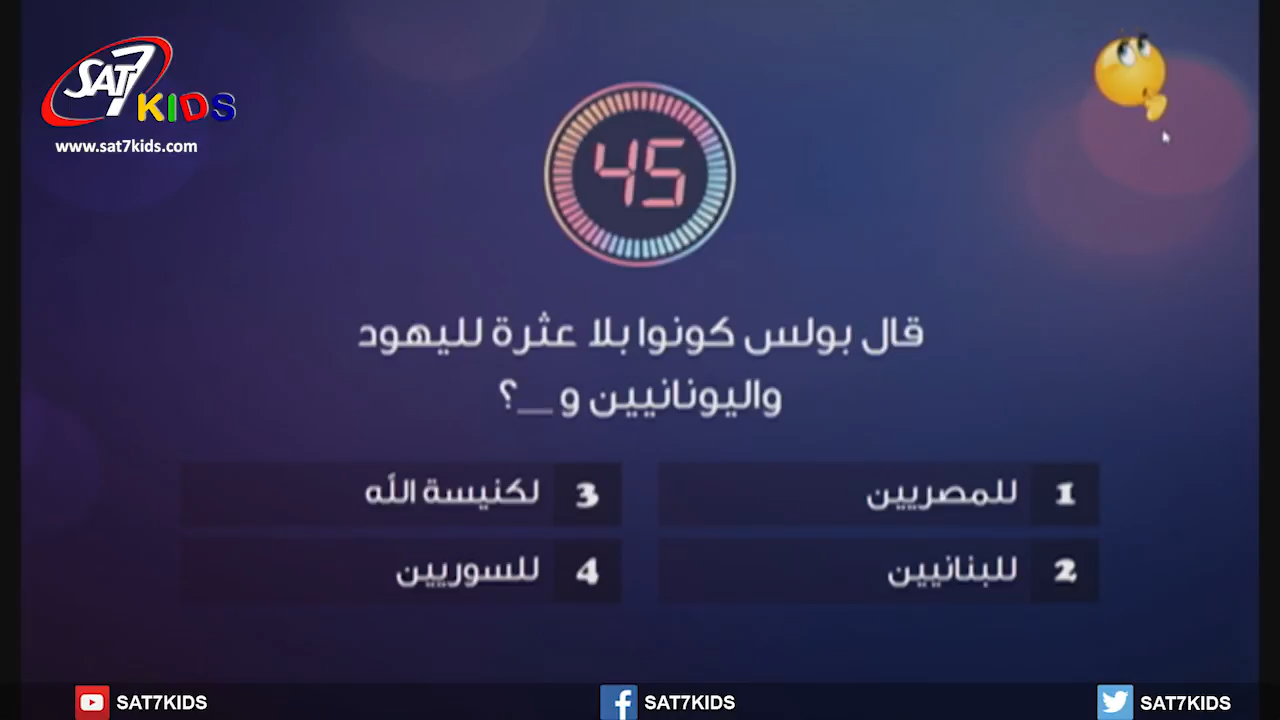 SAT7
KIDS
www.sat7kids.com
45
قال بولس كونوا بلا عثرة لليهود
واليونانيين و __؟
1 للمصريين
3 لكنيسة الله
2 للبنانيين
4 للسوريين
SAT7KIDS
SAT7KIDS
SAT7KIDS